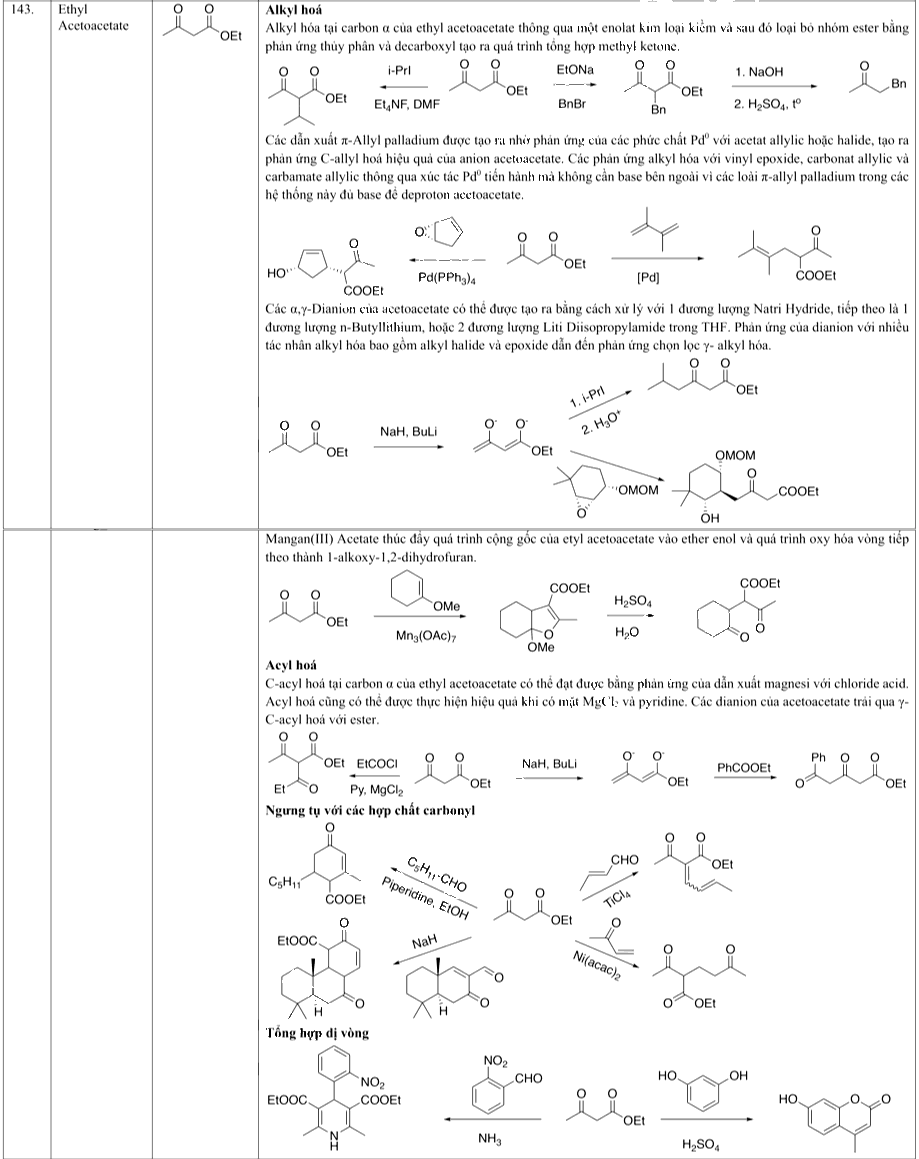 143.
Ethyl
Acetoacetate
O O
OEt
Alkyl hoá
Alkyl hóa tại carbon α của ethyl acetoacetate thông qua một enolat kim loại kiềm và sau đó loại bỏ nhóm ester bằng
phản ứng thủy phân và decarboxyl tạo ra quá trình tổng hợp methyl ketone.
O O
OEt
i-PrI
Et₄NF, DMF
O O
OEt
EtONa
BnBr
O O
OEt
Bn
1. NaOH
2. H₂SO₄, tº
O
Bn
Các dẫn xuất π-Allyl palladium được tạo ra nhờ phản ứng của các phức chất Pd⁰ với acetat allylic hoặc halide, tạo ra
phản ứng C-allyl hoá hiệu quả của anion acetoacetate. Các phản ứng alkyl hóa với vinyl epoxide, carbonat allylic và
carbamate allylic thông qua xúc tác Pd⁰ tiến hành mà không cần base bên ngoài vì các loài π-allyl palladium trong các
hệ thống này đủ base để deproton acetoacetate.
HO
O
COOEt
O
Pd(PPh₃)₄
O O
OEt
[Pd]
O
COOEt
Các α,γ-Dianion của acetoacetate có thể được tạo ra bằng cách xử lý với 1 đương lượng Natri Hydride, tiếp theo là 1
đương lượng n-Butyllithium, hoặc 2 đương lượng Liti Diisopropylamide trong THF. Phản ứng của dianion với nhiều
tác nhân alkyl hóa bao gồm alkyl halide và epoxide dẫn đến phản ứng chọn lọc γ- alkyl hóa.
O O
OEt
NaH, BuLi
O⁻ O⁻
OEt
1. i-PrI
2. H₃O⁺
O O
OEt
O
OMOM
OMOM
O
COOEt
OH
Mangan(III) Acetate thúc đẩy quá trình cộng gốc của etyl acetoacetate vào ether enol và quá trình oxy hóa vòng tiếp
theo thành 1-alkoxy-1,2-dihydrofuran.
O O
OEt
OMe
Mn₃(OAc)₇
COOEt
O
OMe
H₂SO₄
H₂O
COOEt
O
O
Acyl hoá
C-acyl hoá tại carbon α của ethyl acetoacetate có thể đạt được bằng phản ứng của dẫn xuất magnesi với chloride acid.
Acyl hoá cũng có thể được thực hiện hiệu quả khi có mặt MgCl₂ và pyridine. Các dianion của acetoacetate trải qua γ-
C-acyl hoá với ester.
O O
OEt
Et
O
EtCOCl
Py, MgCl₂
O O
OEt
NaH, BuLi
O⁻ O⁻
OEt
PhCOOEt
Ph O O
O
OEt
Ngưng tụ với các hợp chất carbonyl
O
C₅H₁₁
COOEt
C₅H₁₁-CHO
Piperidine, EtOH
O O
OEt
CHO
TiCl₄
O O
OEt
EtOOC
O
O
H
NaH
O
O
H
O
Ni(acac)₂
O O
O
OEt
Tổng hợp dị vòng
NO₂
EtOOC
COOEt
N
H
NO₂
CHO
NH₃
O O
OEt
HO
OH
H₂SO₄
HO
O
O